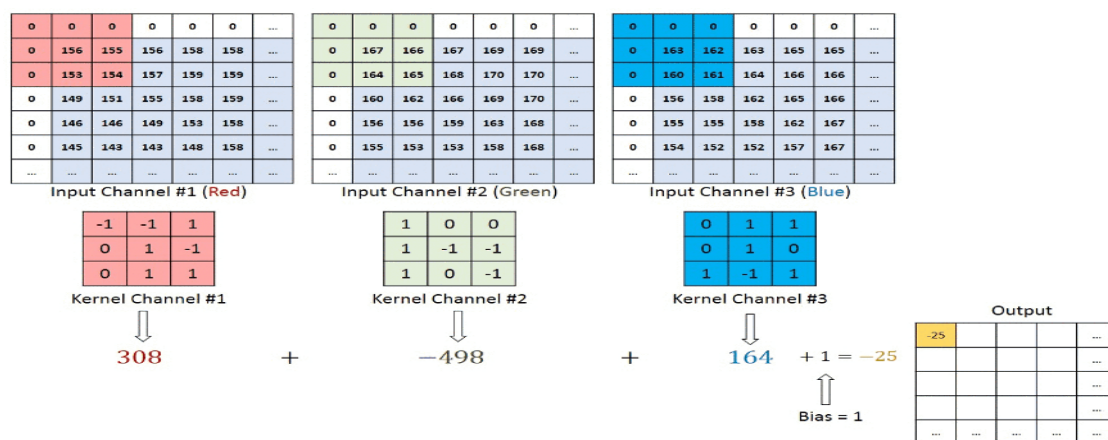 0 0 0 0 0 0 ... 0 0 0 0 0 0 ... 0 0 0 0 0 0 ...
0 156 155 156 158 158 ... 0 167 166 167 169 169 ... 0 163 162 163 165 165 ...
0 153 154 157 159 159 ... 0 164 165 168 170 170 ... 0 160 161 164 166 166 ...
0 149 151 155 158 159 ... 0 160 162 166 169 170 ... 0 156 158 162 165 166 ...
0 146 146 149 153 158 ... 0 156 156 159 163 168 ... 0 155 155 158 162 167 ...
0 145 143 143 148 158 ... 0 155 153 153 158 168 ... 0 154 152 152 157 167 ...
... ... ... ... ... ... ... ... ... ... ... ... ... ... ... ... ... ... ... ... ...
Input Channel #1 (Red) Input Channel #2 (Green) Input Channel #3 (Blue)
-1 -1 1 1 0 0 0 1 1
0 1 -1 1 -1 -1 0 1 0
0 1 1 1 0 -1 1 -1 1
Kernel Channel #1 Kernel Channel #2 Kernel Channel #3
Output
308 + −498 + 164 + 1 = −25
Bias = 1
-25 ...
...
...
...
... ... ... ... ...